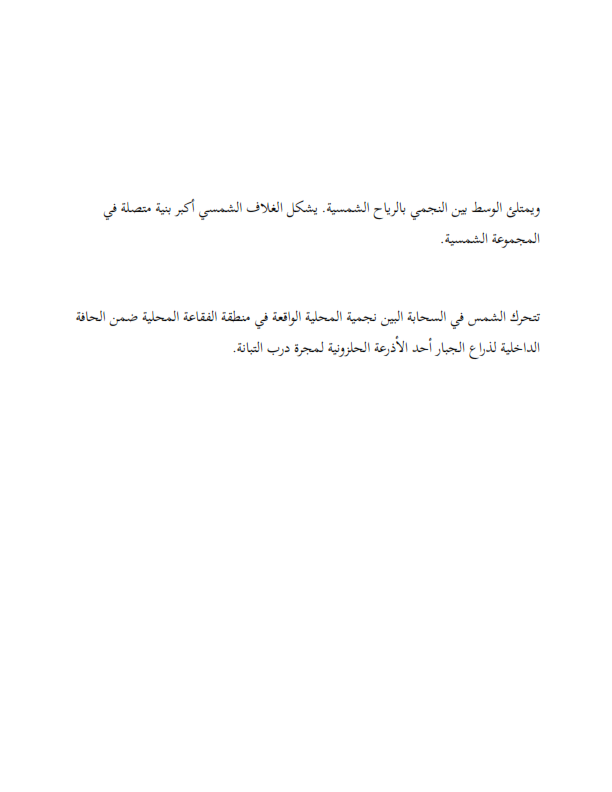 ويمتلئ الوسط بين النجمي بالرياح الشمسية. يشكل الغلاف الشمسي أكبر بنية متصلة في
المجموعة الشمسية.
تتحرك الشمس في السحابة البين نجمية المحلية الواقعة في منطقة الفقاعة المحلية ضمن الحافة
الداخلية لذراع الجبار أحد الأذرعة الحلزونية لمجرة درب التبانة.